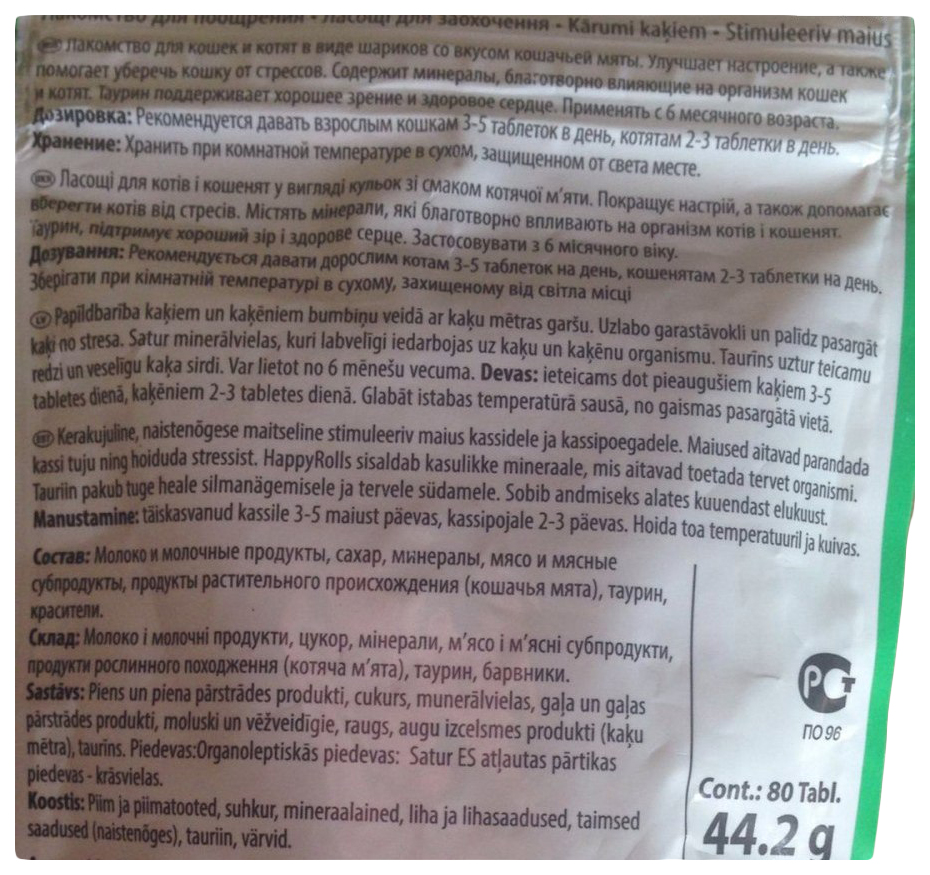 Лакомство для поощрения • Ласощі для заохочення - Kārumi kaķiem - Stimuleeriv maius
Лакомство для кошек и котят в виде шариков со вкусом кошачьей мяты. Улучшает настроение, а также
помогает уберечь кошку от стрессов. Содержит минералы, благотворно влияющие на организм кошек
и котят. Таурин поддерживает хорошее зрение и здоровое сердце. Применять с 6 месячного возраста.
Дозировка: Рекомендуется давать взрослым кошкам 3-5 таблеток в день, котятам 2-3 таблетки в день.
Хранение: Хранить при комнатной температуре в сухом, защищенном от света месте.
UKR Ласощі для котів і кошенят у вигляді кульок зі смаком котячої м'яти. Покращує настрій, а також допомагає
вберегти котів від стресів. Містять мінерали, які благотворно впливають на організм котів і кошенят.
Таурин, підтримує хороший зір і здорове серце. Застосовувати з 6 місячного віку.
Дозування: Рекомендується давати дорослим котам 3-5 таблеток на день, кошенятам 2-3 таблетки на день.
Зберігати при кімнатній температурі в сухому, захищеному від світла місці
LV Papildbarība kaķiem un kaķēniem bumbiņu veidā ar kaķu mētras garšu. Uzlabo garastāvokli un palīdz pasargāt
kaķi no stresa. Satur minerālvielas, kuri labvelīgi iedarbojas uz kaķu un kaķēnu organismu. Taurīns uztur teicamu
redzi un veselīgu kaķa sirdi. Var lietot no 6 mēnešu vecuma. Devas: ieteicams dot pieaugušiem kaķiem 3-5
tabletes dienā, kaķēniem 2-3 tabletes dienā. Glabāt istabas temperatūrā sausā, no gaismas pasargātā vietā.
EST Kerakujuline, naistenõgese maitseline stimuleeriv maius kassidele ja kassipoegadele. Maiused aitavad parandada
kassi tuju ning hoiduda stressist. HappyRolls sisaldab kasulikke mineraale, mis aitavad toetada tervet organismi.
Tauriin pakub tuge heale silmanägemisele ja tervele südamele. Sobib andmiseks alates kuuendast elukuust.
Manustamine: täiskasvanud kassile 3-5 maiust päevas, kassipojale 2-3 päevas. Hoida toa temperatuuril ja kuivas.
Состав: Молоко и молочные продукты, сахар, минералы, мясо и мясные
субпродукты, продукты растительного происхождения (кошачья мята), таурин,
красители.
Склад: Молоко і молочні продукти, цукор, мінерали, м'ясо і м'ясні субпродукти,
продукти рослинного походження (котяча м'ята), таурин, барвники.
Sastāvs: Piens un piena pārstrādes produkti, cukurs, munerālvielas, gaļa un gaļas
pārstrādes produkti, moluski un vēžveidīgie, raugs, augu izcelsmes produkti (kaķu
mētra), taurīns. Piedevas:Organoleptiskās piedevas: Satur ES atļautas pārtikas
piedevas - krāsvielas.
Koostis: Piim ja piimatooted, suhkur, mineraalained, liha ja lihasaadused, taimsed
saadused (naistenõges), tauriin, värvid.
РСТ
ПО 96
Cont.: 80 Tabl.
44.2 g